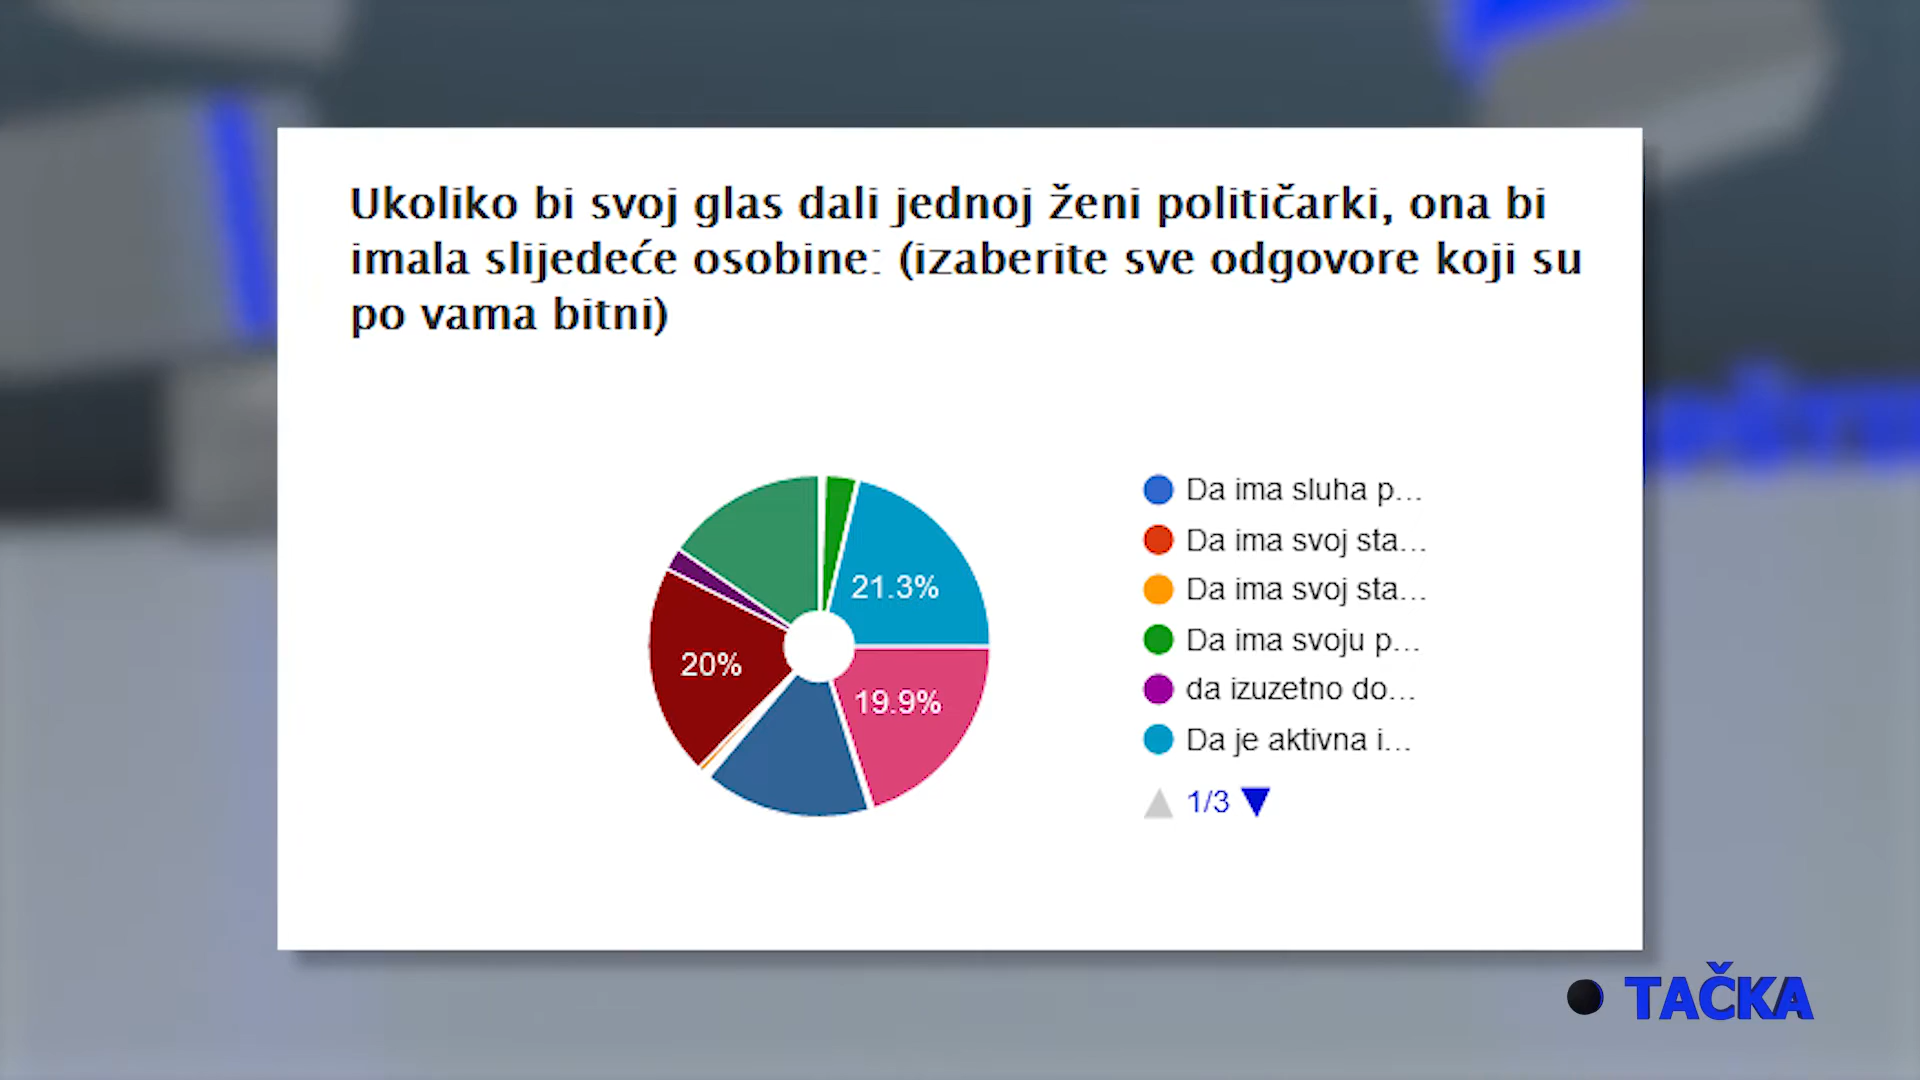 Ukoliko bi svoj glas dali jednoj ženi političarki, ona bi
imala slijedeće osobine: (izaberite sve odgovore koji su
po vama bitni)
21.3%
20%
19.9%
Da ima sluha p...
Da ima svoj sta...
Da ima svoj sta...
Da ima svoju p...
da izuzetno do...
Da je aktivna i...
1/3
TAČKA